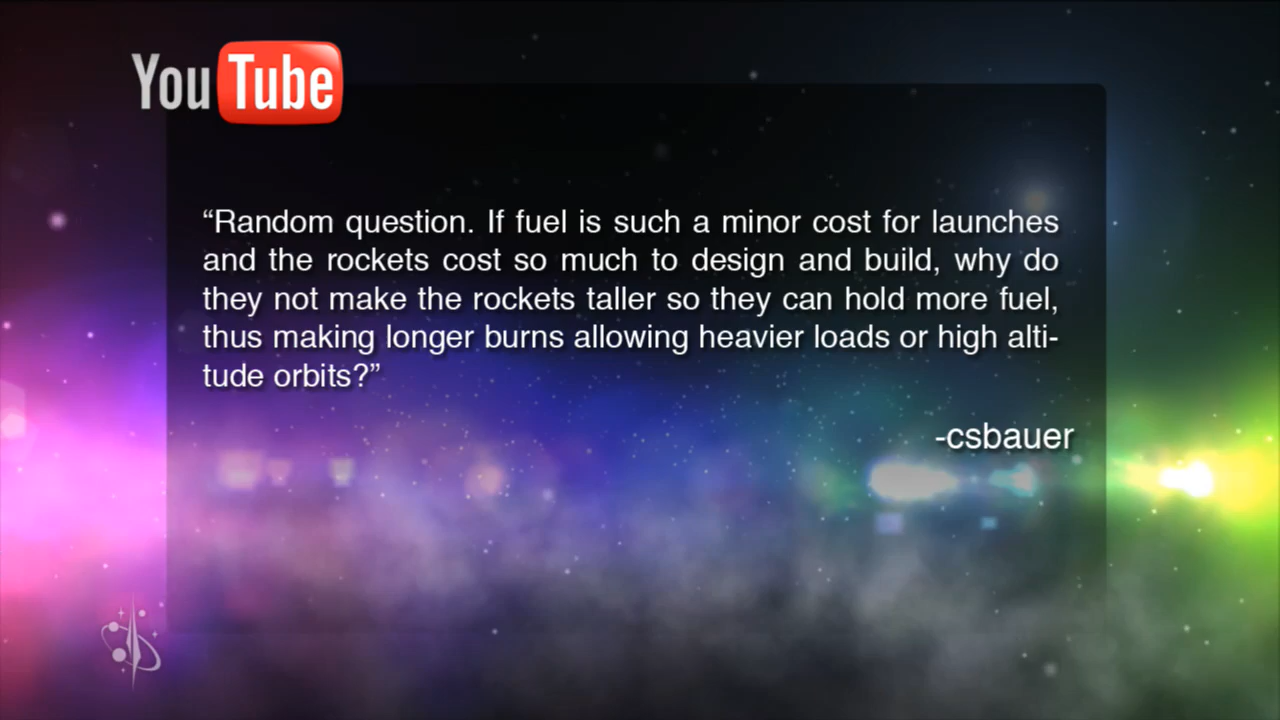 YouTube
“Random question. If fuel is such a minor cost for launches
and the rockets cost so much to design and build, why do
they not make the rockets taller so they can hold more fuel,
thus making longer burns allowing heavier loads or high alti-
tude orbits?”
-csbauer